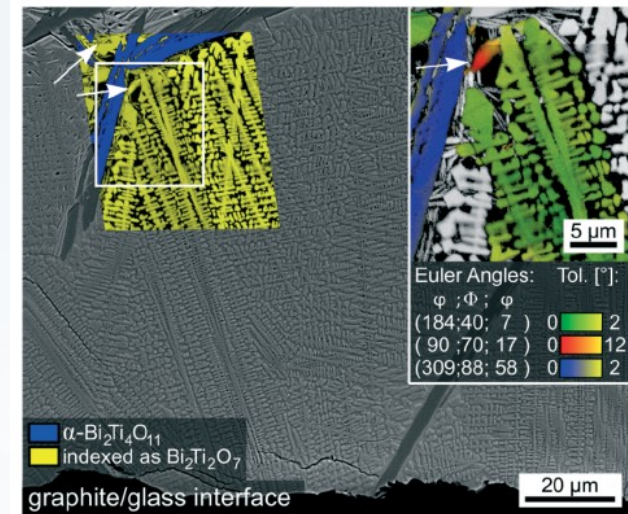 5 µm
Euler Angles: Tol. [°]:
φ ; Φ ; φ
(184;40; 7 ) 0 2
( 90 ;70; 17 ) 0 12
(309;88; 58 ) 0 2
α-Bi₂Ti₄O₁₁
indexed as Bi₂Ti₂O₇
graphite/glass interface
20 µm